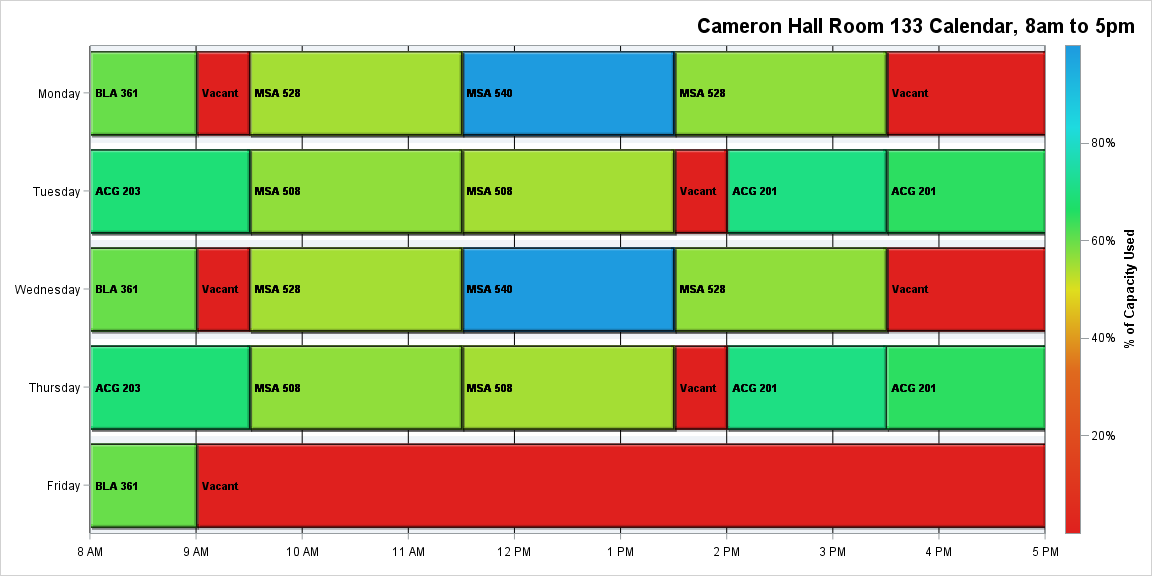 Cameron Hall Room 133 Calendar, 8am to 5pm
Monday
BLA 361
Vacant
MSA 528
MSA 540
MSA 528
Vacant
Tuesday
ACG 203
MSA 508
MSA 508
Vacant
ACG 201
ACG 201
Wednesday
BLA 361
Vacant
MSA 528
MSA 540
MSA 528
Vacant
Thursday
ACG 203
MSA 508
MSA 508
Vacant
ACG 201
ACG 201
Friday
BLA 361
Vacant
8 AM
9 AM
10 AM
11 AM
12 PM
1 PM
2 PM
3 PM
4 PM
5 PM
80%
60%
40%
20%
% of Capacity Used